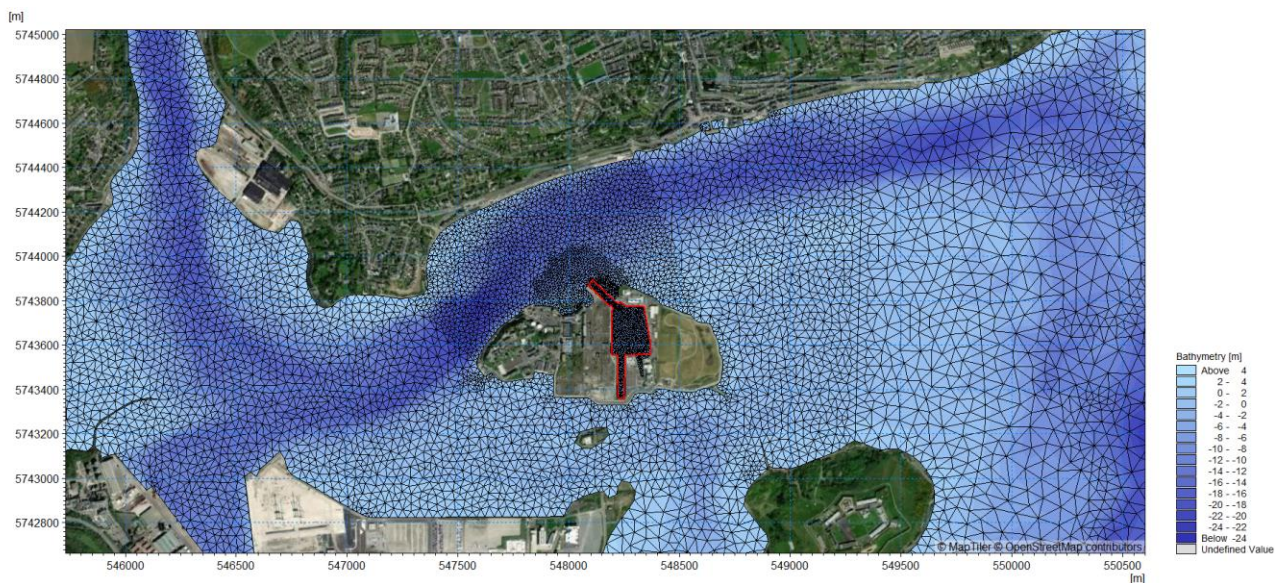 [m]
5745000
5744800
5744600
5744400
5744200
5744000
5743800
5743600
5743400
5743200
5743000
5742800
546000 546500 547000 547500 548000 548500 549000 549500 550000 550500
[m]
© MapTiler © OpenStreetMap contributors
Bathymetry [m]
Above 4
2 - 4
0 - 2
-2 - 0
-4 - -2
-6 - -4
-8 - -6
-10 - -8
-12 - -10
-14 - -12
-16 - -14
-18 - -16
-20 - -18
-22 - -20
-24 - -22
Below -24
Undefined Value